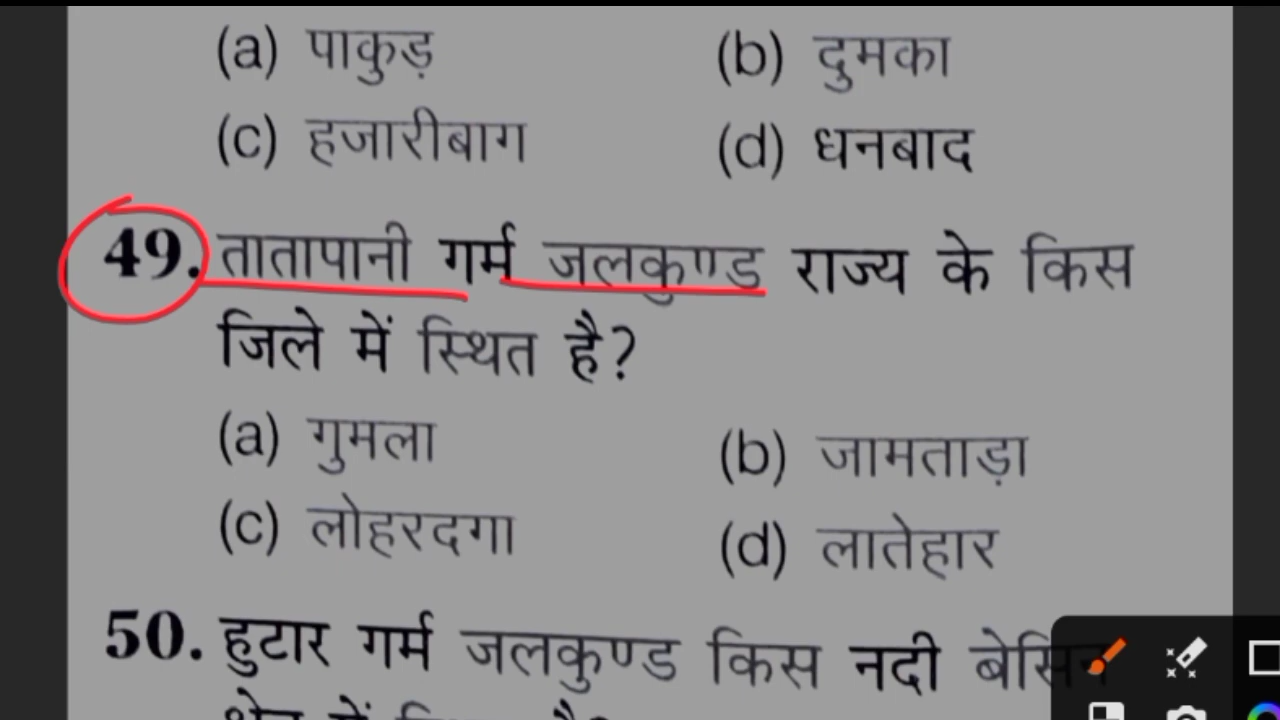 (a) पाकुड़ (b) दुमका
(c) हजारीबाग (d) धनबाद
49. तातापानी गर्म जलकुण्ड राज्य के किस
जिले में स्थित है?
(a) गुमला (b) जामताड़ा
(c) लोहरदगा (d) लातेहार
50. हुटार गर्म जलकुण्ड किस नदी बेसिन